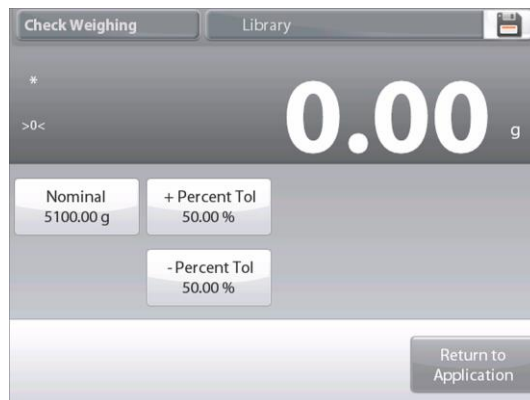 Check Weighing
Library
*
>0<
0.00 g
Nominal
5100.00 g
+ Percent Tol
50.00 %
- Percent Tol
50.00 %
Return to
Application